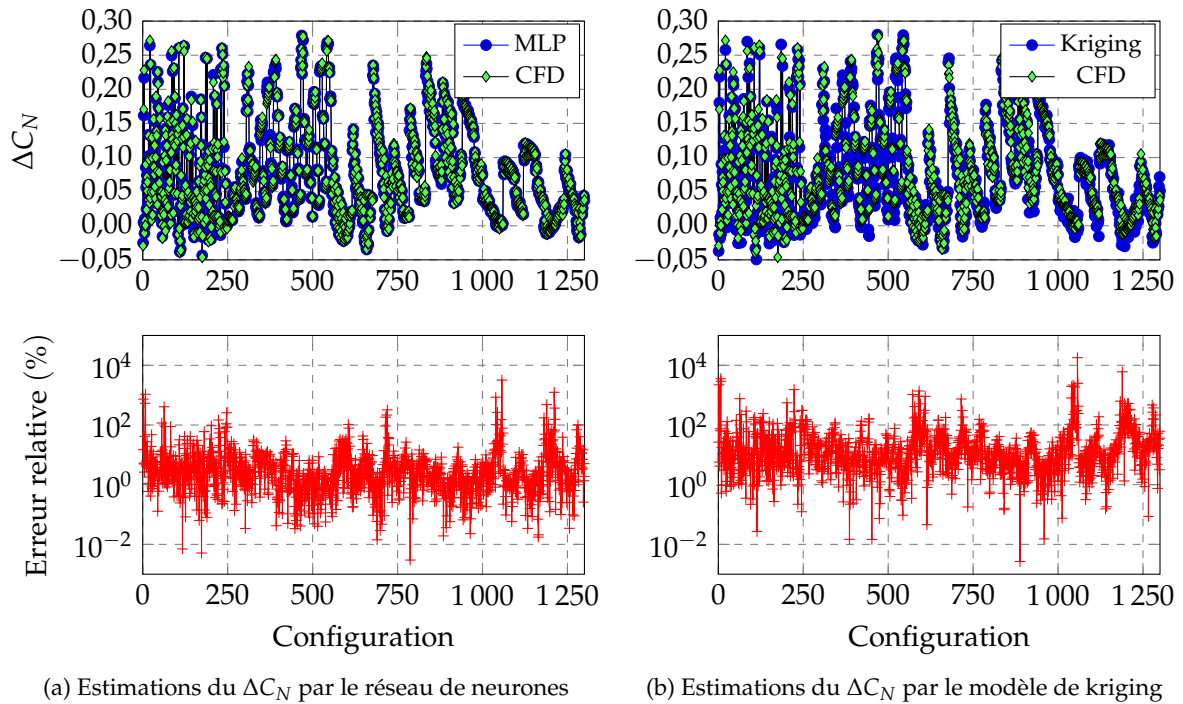 0,30
0,25
0,20
0,15
0,10
0,05
0,00
−0,05
ΔC_N
MLP
CFD
0 250 500 750 1 000 1 250
0,30
0,25
0,20
0,15
0,10
0,05
0,00
−0,05
Kriging
CFD
0 250 500 750 1 000 1 250
10^4
10^2
10^0
10^−2
Erreur relative (%)
0 250 500 750 1 000 1 250
Configuration
10^4
10^2
10^0
10^−2
0 250 500 750 1 000 1 250
Configuration
(a) Estimations du ΔC_N par le réseau de neurones
(b) Estimations du ΔC_N par le modèle de kriging